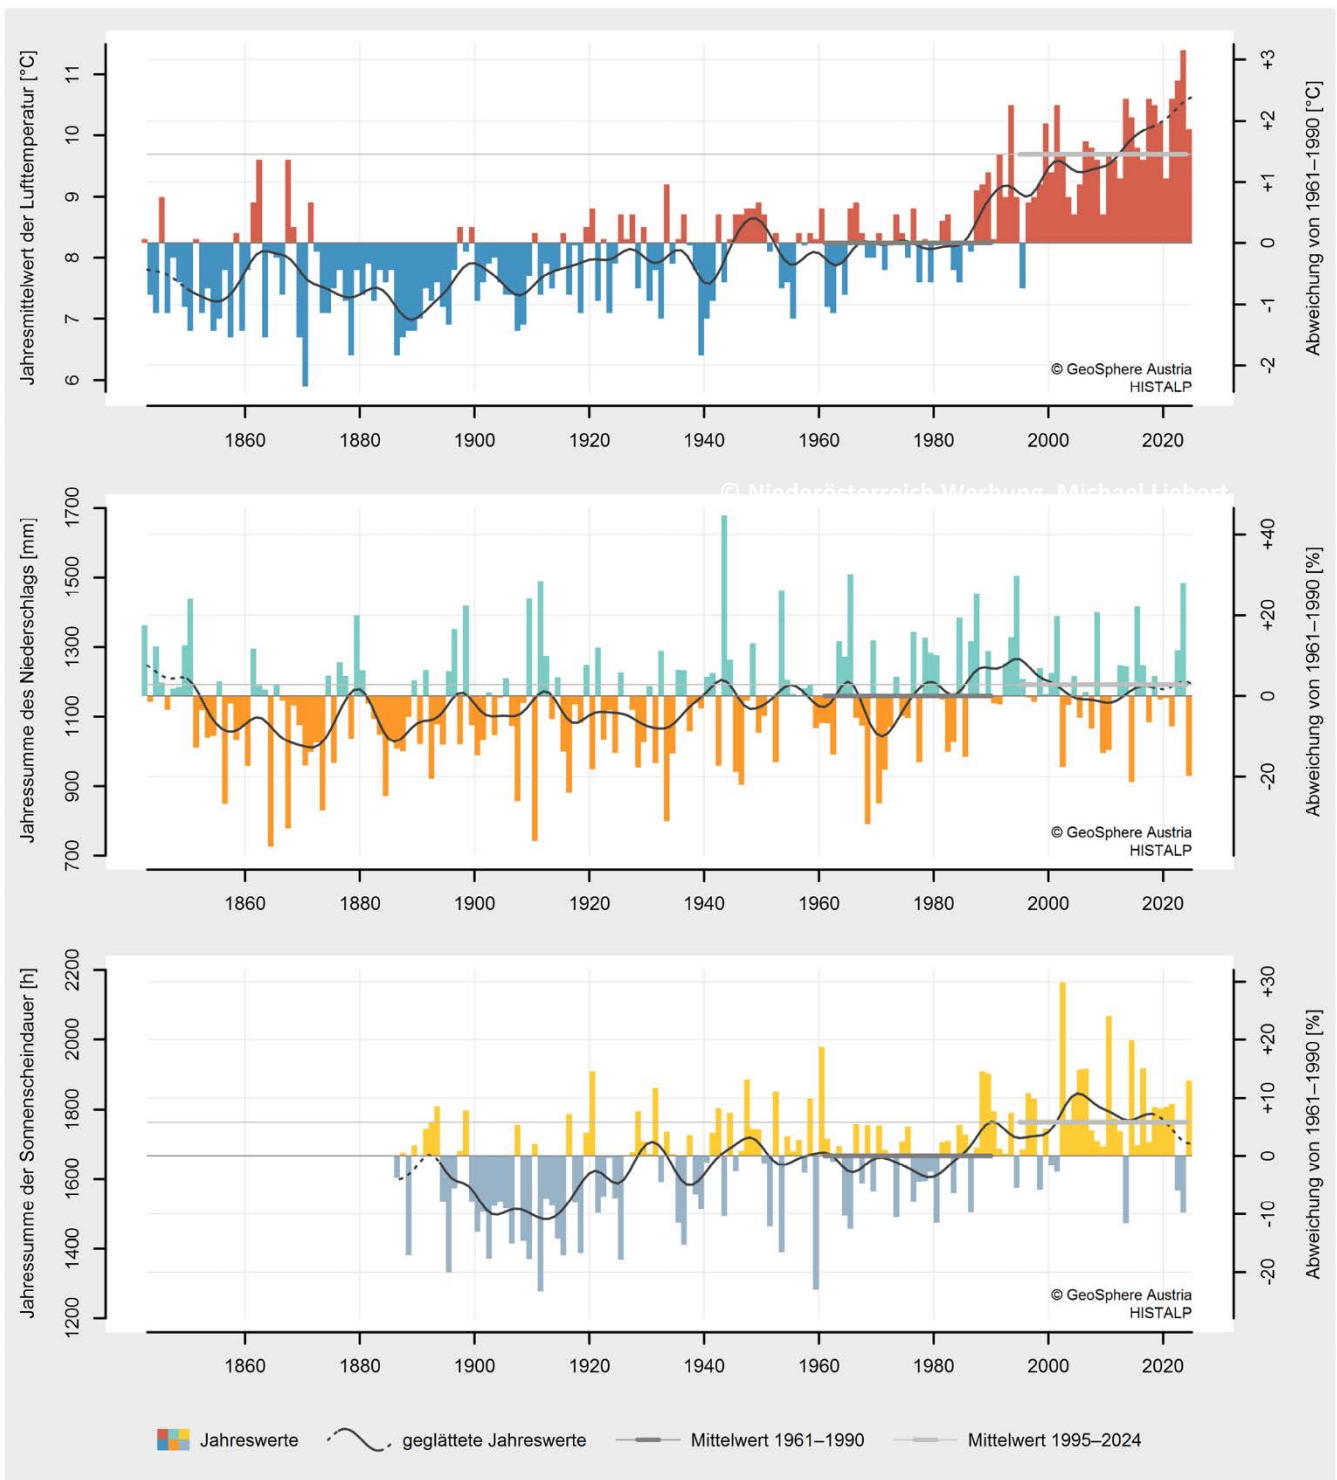 Jahresmittelwert der Lufttemperatur [°C]
11
10
9
8
7
6
+3
+2
+1
0
-1
-2
Abweichung von 1961–1990 [°C]
© GeoSphere Austria
HISTALP
1860 1880 1900 1920 1940 1960 1980 2000 2020
© Niederösterreich Werbung, Michael Liebert
Jahressumme des Niederschlags [mm]
1700
1500
1300
1100
900
700
+40
+20
0
-20
Abweichung von 1961–1990 [%]
© GeoSphere Austria
HISTALP
1860 1880 1900 1920 1940 1960 1980 2000 2020
Jahressumme der Sonnenscheindauer [h]
2200
2000
1800
1600
1400
1200
+30
+20
+10
0
-10
-20
Abweichung von 1961–1990 [%]
© GeoSphere Austria
HISTALP
1860 1880 1900 1920 1940 1960 1980 2000 2020
Jahreswerte geglättete Jahreswerte Mittelwert 1961–1990 Mittelwert 1995–2024